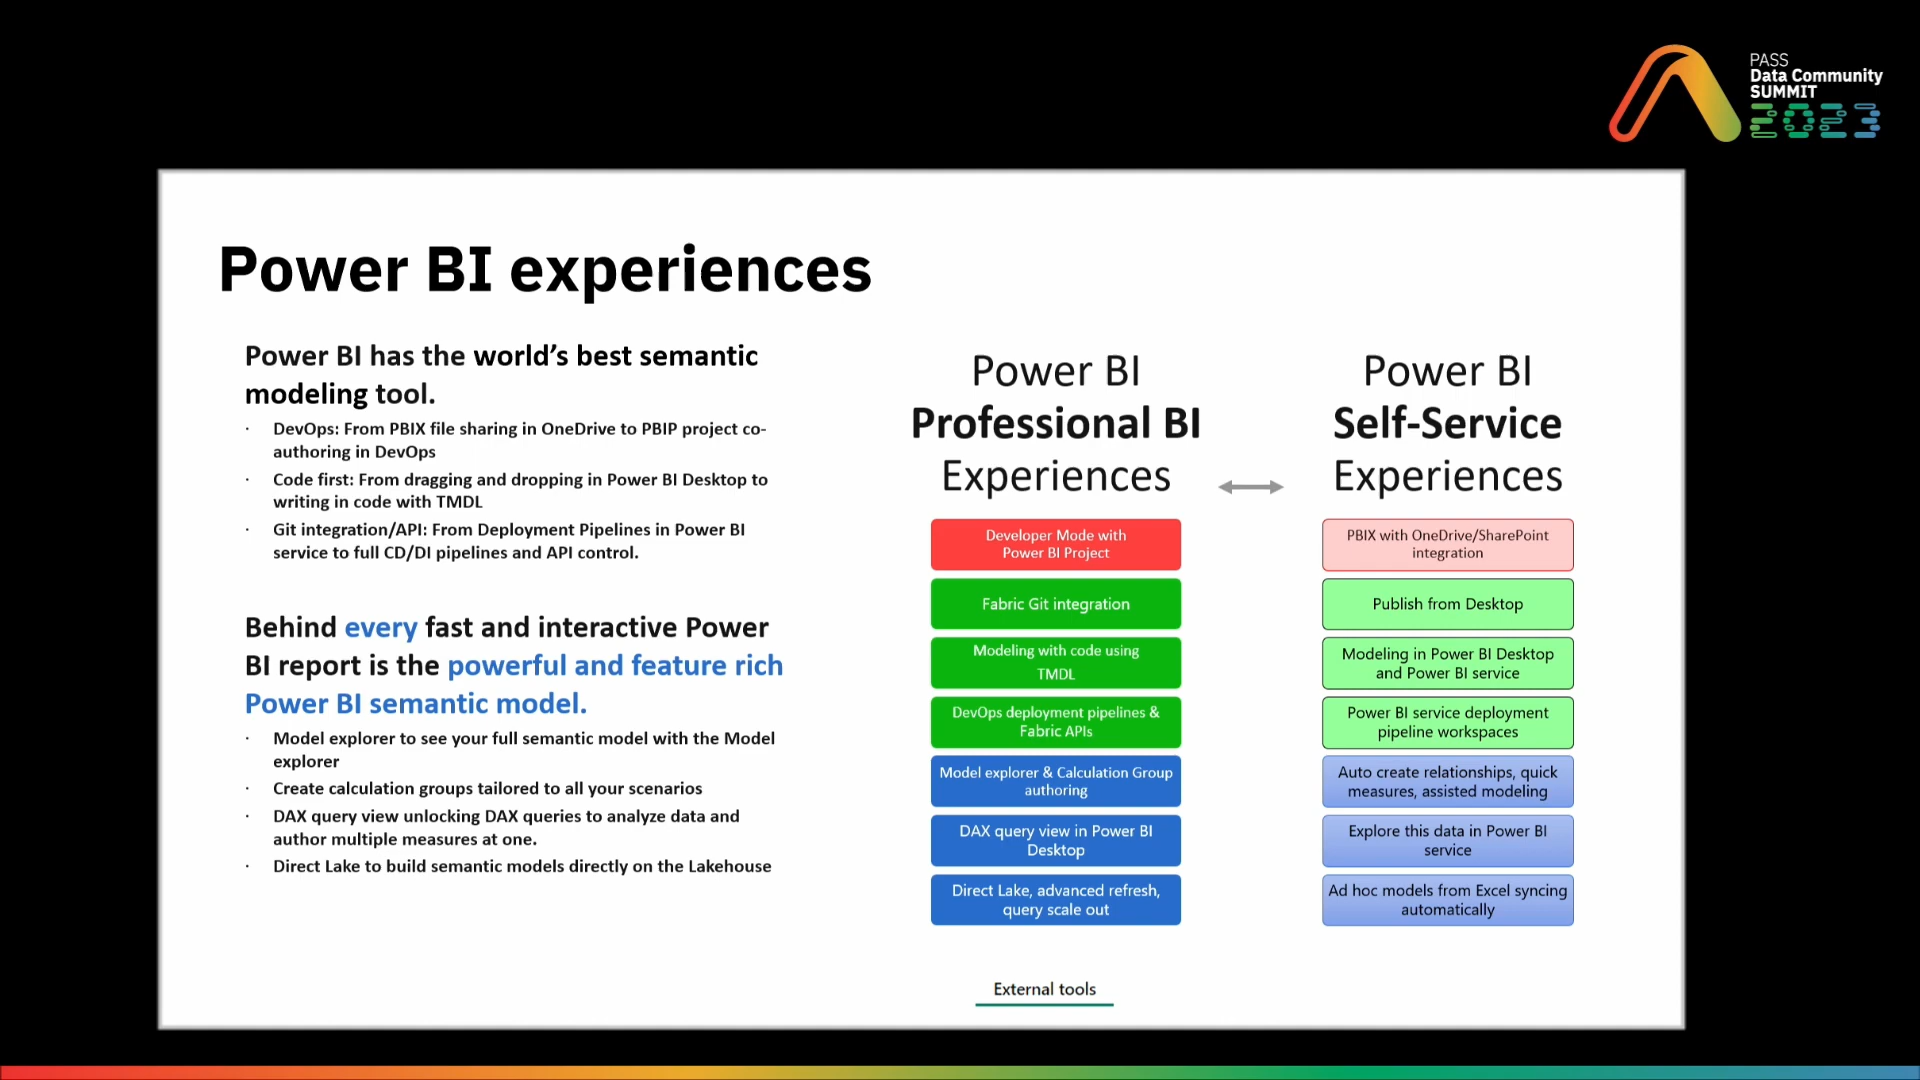 PASS
Data Community
SUMMIT
2023
Power BI experiences
Power BI has the world’s best semantic
modeling tool.
· DevOps: From PBIX file sharing in OneDrive to PBIP project co-
authoring in DevOps
· Code first: From dragging and dropping in Power BI Desktop to
writing in code with TMDL
· Git integration/API: From Deployment Pipelines in Power BI
service to full CD/DI pipelines and API control.
Behind every fast and interactive Power
BI report is the powerful and feature rich
Power BI semantic model.
· Model explorer to see your full semantic model with the Model
explorer
· Create calculation groups tailored to all your scenarios
· DAX query view unlocking DAX queries to analyze data and
author multiple measures at one.
· Direct Lake to build semantic models directly on the Lakehouse
Power BI
Professional BI
Experiences
Developer Mode with
Power BI Project
Fabric Git integration
Modeling with code using
TMDL
DevOps deployment pipelines &
Fabric APIs
Model explorer & Calculation Group
authoring
DAX query view in Power BI
Desktop
Direct Lake, advanced refresh,
query scale out
External tools
Power BI
Self-Service
Experiences
PBIX with OneDrive/SharePoint
integration
Publish from Desktop
Modeling in Power BI Desktop
and Power BI service
Power BI service deployment
pipeline workspaces
Auto create relationships, quick
measures, assisted modeling
Explore this data in Power BI
service
Ad hoc models from Excel syncing
automatically